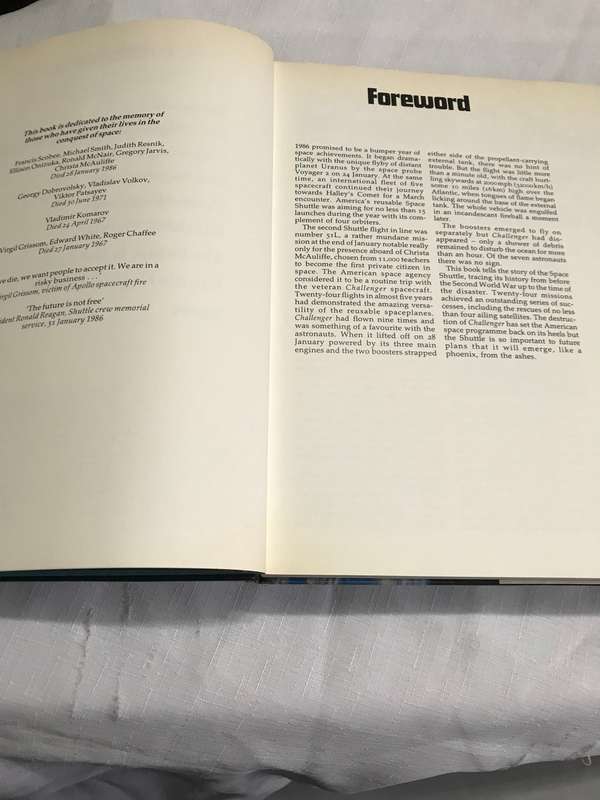 This book is dedicated to the memory of
those who have given their lives in the
conquest of space:
Francis Scobee, Michael Smith, Judith Resnik,
Ellison Onizuka, Ronald McNair, Gregory Jarvis,
Christa McAuliffe
Died 28 January 1986
Georgy Dobrovolsky, Vladislav Volkov,
Viktor Patsayev
Died 30 June 1971
Vladimir Komarov
Died 24 April 1967
Virgil Grissom, Edward White, Roger Chaffee
Died 27 January 1967
we die, we want people to accept it. We are in a
risky business . . .
Virgil Grissom, victim of Apollo spacecraft fire
'The future is not free'
Ronald Reagan, Shuttle crew memorial
service, 31 January 1986
Foreword
1986 promised to be a bumper year of
space achievements. It began drama-
tically with the unique flyby of distant
planet Uranus by the space probe
Voyager 2 on 24 January. At the same
time, an international fleet of five
spacecraft continued their journey
towards Halley's Comet for a March
encounter. America's reusable Space
Shuttle was aiming for no less than 15
launches during the year with its com-
plement of four orbiters.
The second Shuttle flight in line was
number 51L, a rather mundane mis-
sion at the end of January notable really
only for the presence aboard of Christa
McAuliffe, chosen from 11,000 teachers
to become the first private citizen in
space. The American space agency
considered it to be a routine trip with
the veteran Challenger spacecraft.
Twenty-four flights in almost five years
had demonstrated the amazing versa-
tility of the reusable spaceplanes.
Challenger had flown nine times and
was something of a favourite with the
astronauts. When it lifted off on 28
January powered by its three main
engines and the two boosters strapped
either side of the propellant-carrying
external tank, there was no hint of
trouble. But the flight was little more
than a minute old, with the craft hurt-
ling skywards at 2000mph (3200km/h)
some 10 miles (16km) high over the
Atlantic, when tongues of flame began
flicking around the base of the external
tank. The whole vehicle was engulfed
in an incandescent fireball a moment
later.
The boosters emerged to fly on
separately but Challenger had dis-
appeared – only a shower of debris
remained to disturb the ocean for more
than an hour. Of the seven astronauts
there was no sign.
This book tells the story of the Space
Shuttle, tracing its history from before
the Second World War up to the time of
the disaster. Twenty-four missions
achieved an outstanding series of suc-
cesses, including the rescues of no less
than four ailing satellites. The destruc-
tion of Challenger has set the American
space programme back on its heels but
the Shuttle is so important to future
plans that it will emerge, like a
phoenix, from the ashes.